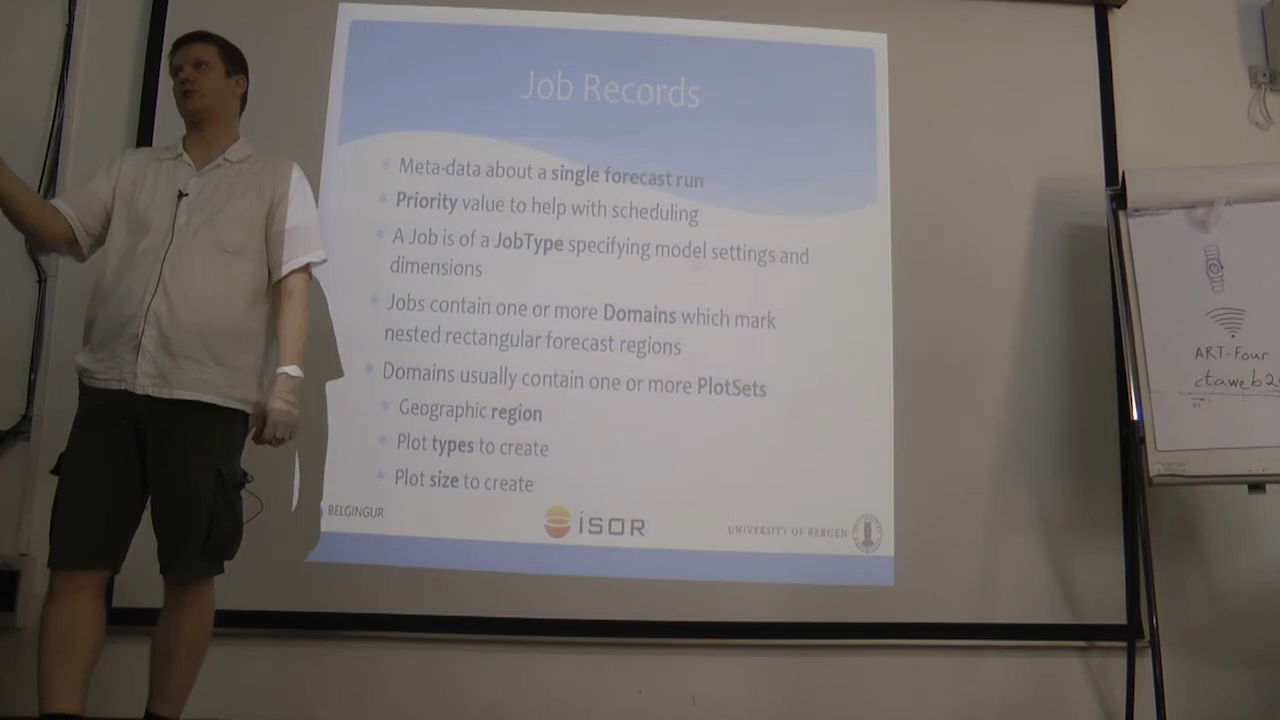 Job Records
* Meta-data about a single forecast run
* Priority value to help with scheduling
* A Job is of a JobType specifying model settings and
dimensions
* Jobs contain one or more Domains which mark
nested rectangular forecast regions
* Domains usually contain one or more PlotSets
* Geographic region
* Plot types to create
* Plot size to create
BELGINGUR
ÍSOR
UNIVERSITY OF BERGEN
ART-Four